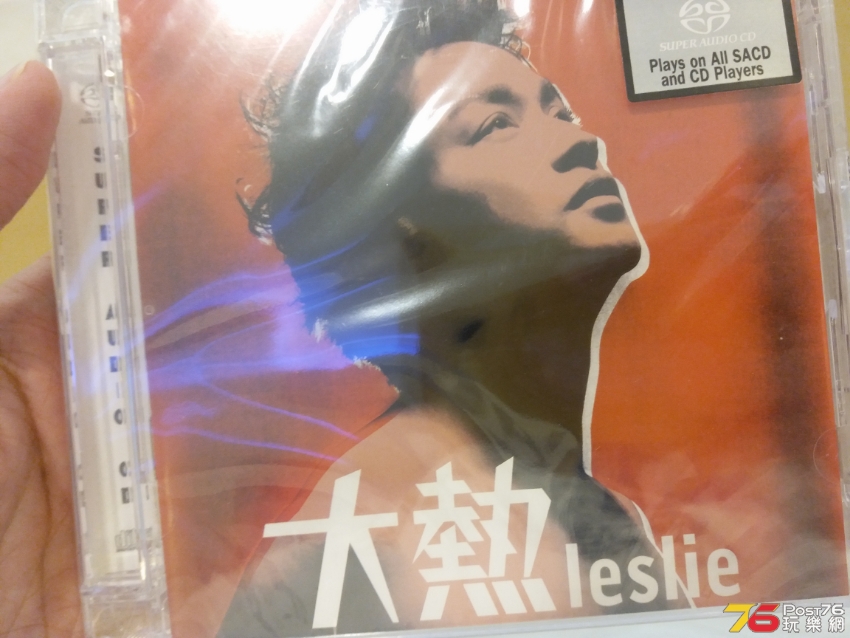 SUPER AUDIO CD
Plays on All SACD
and CD Players
SUPER AUDIO CD
大熱
leslie
76 Post76
玩樂網